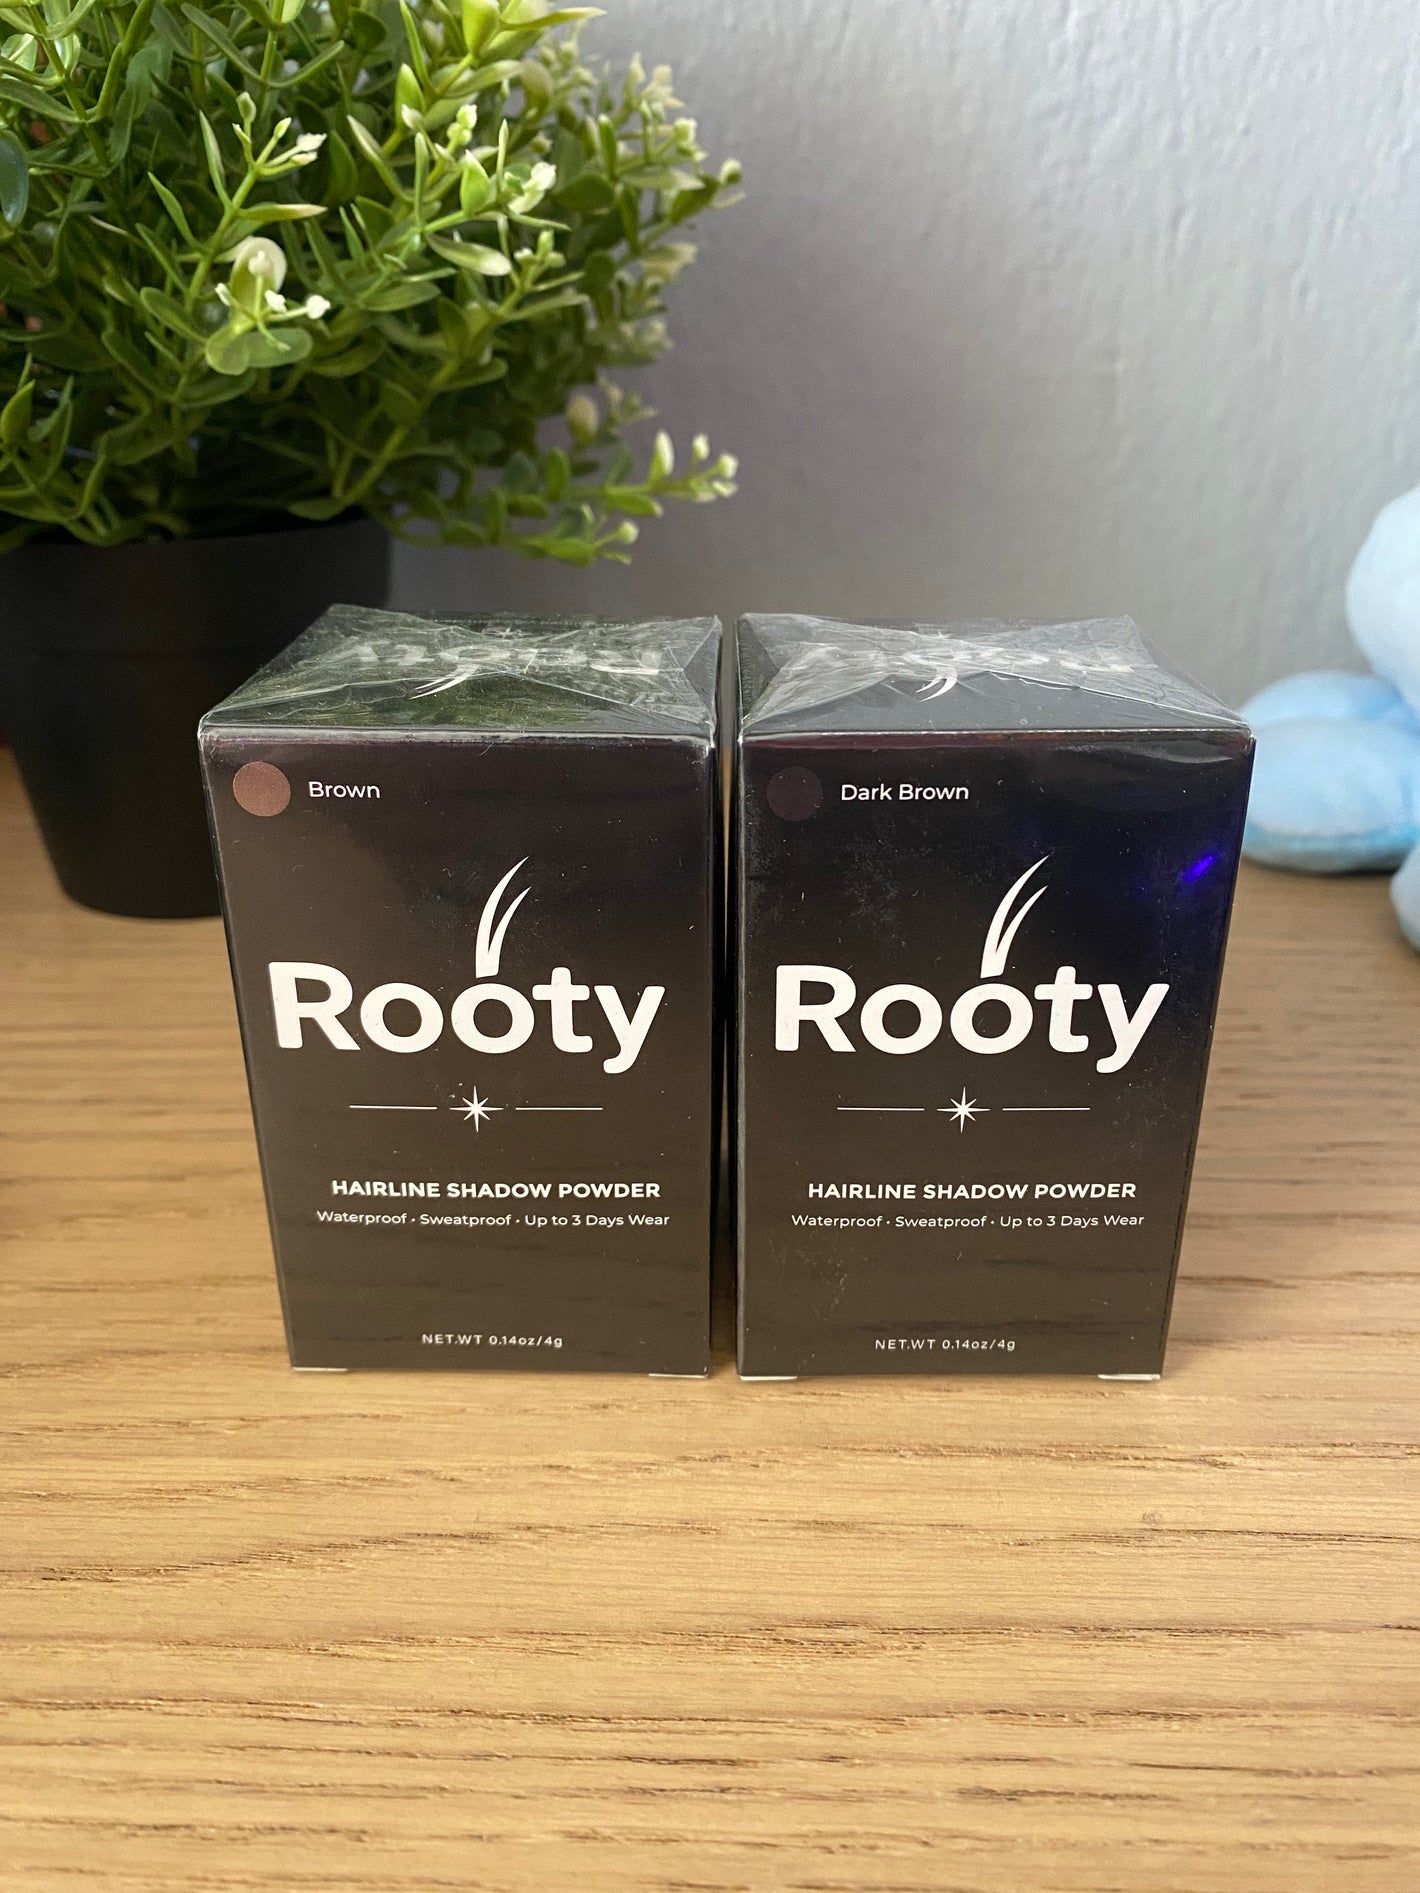 Brown
Rooty
HAIRLINE SHADOW POWDER
Waterproof • Sweatproof • Up to 3 Days Wear
NET.WT 0.14oz/4g
Dark Brown
Rooty
HAIRLINE SHADOW POWDER
Waterproof • Sweatproof • Up to 3 Days Wear
NET.WT 0.14oz/4g